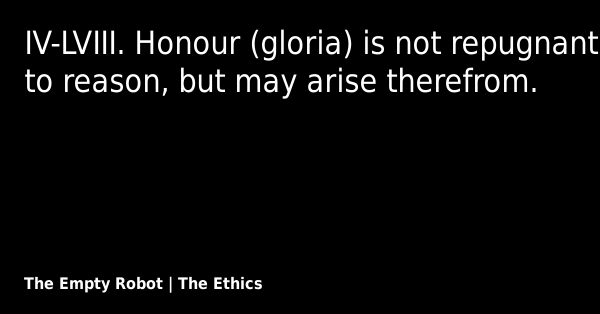 IV-LVIII. Honour (gloria) is not repugnant
to reason, but may arise therefrom.
The Empty Robot | The Ethics